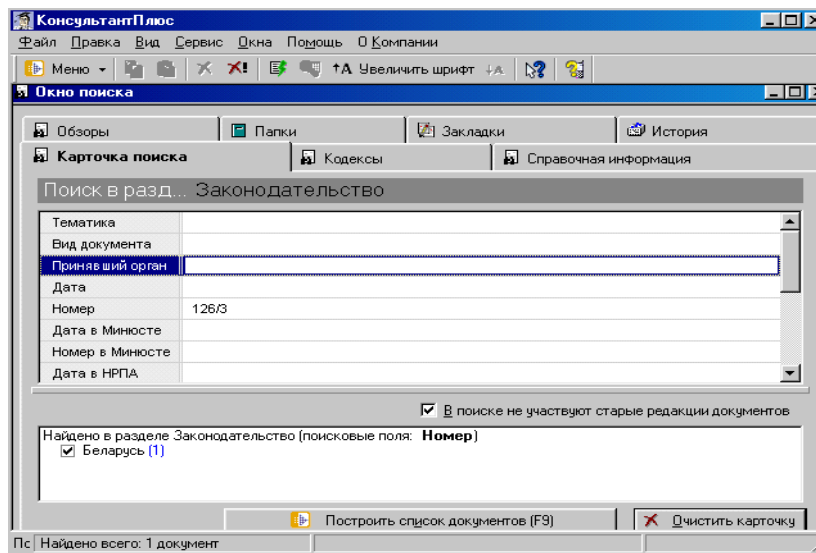 КонсультантПлюс
Файл Правка Вид Сервис Окна Помощь О Компании
Меню А Увеличить шрифт А
Окно поиска
Обзоры Папки Закладки История
Карточка поиска Кодексы Справочная информация
Поиск в разд... Законодательство
Тематика
Вид документа
Принявший орган
Дата
Номер 126/3
Дата в Минюсте
Номер в Минюсте
Дата в НРПА
В поиске не участвуют старые редакции документов
Найдено в разделе Законодательство (поисковые поля: Номер)
Беларусь (1)
Построить список документов (F9) Очистить карточку
Пс Найдено всего: 1 документ